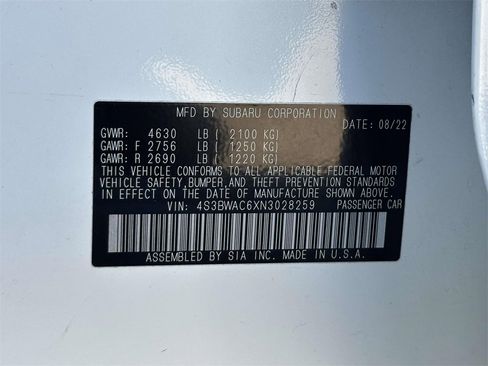 MFD BY SUBARU CORPORATION
DATE: 08/22
GVWR: 4630 LB ( 2100 KG)
GAWR: F 2756 LB ( 1250 KG)
GAWR: R 2690 LB ( 1220 KG)
THIS VEHICLE CONFORMS TO ALL APPLICABLE FEDERAL MOTOR
VEHICLE SAFETY, BUMPER, AND THEFT PREVENTION STANDARDS
IN EFFECT ON THE DATE OF MANUFACTURE SHOWN ABOVE.
VIN: 4S3BWAC6XN3028259 PASSENGER CAR
ASSEMBLED BY SIA INC. MADE IN U.S.A.